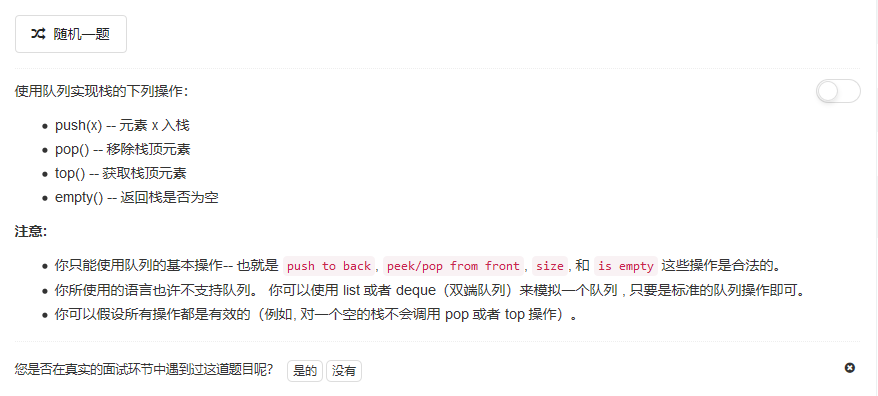 随机一题
使用队列实现栈的下列操作：
push(x) -- 元素 x 入栈
pop() -- 移除栈顶元素
top() -- 获取栈顶元素
empty() -- 返回栈是否为空
注意:
你只能使用队列的基本操作-- 也就是 push to back, peek/pop from front, size, 和 is empty 这些操作是合法的。
你所使用的语言也许不支持队列。 你可以使用 list 或者 deque（双端队列）来模拟一个队列 , 只要是标准的队列操作即可。
你可以假设所有操作都是有效的（例如, 对一个空的栈不会调用 pop 或者 top 操作）。
您是否在真实的面试环节中遇到过这道题目呢？ 是的 没有